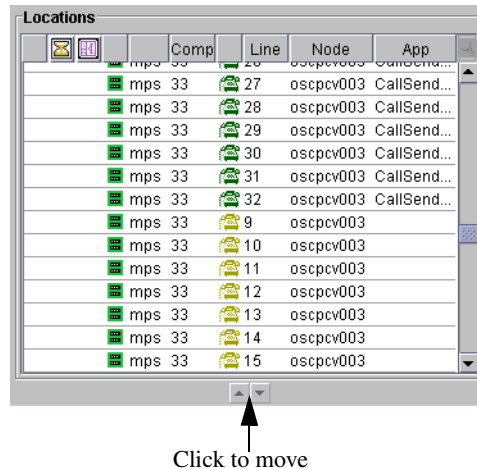 Locations
Comp Line Node App
27 oscpcv003 CallSend...
mps 33 27 oscpcv003 CallSend...
mps 33 28 oscpcv003 CallSend...
mps 33 29 oscpcv003 CallSend...
mps 33 30 oscpcv003 CallSend...
mps 33 31 oscpcv003 CallSend...
mps 33 32 oscpcv003 CallSend...
mps 33 9 oscpcv003
mps 33 10 oscpcv003
mps 33 11 oscpcv003
mps 33 12 oscpcv003
mps 33 13 oscpcv003
mps 33 14 oscpcv003
mps 33 15 oscpcv003
Click to move